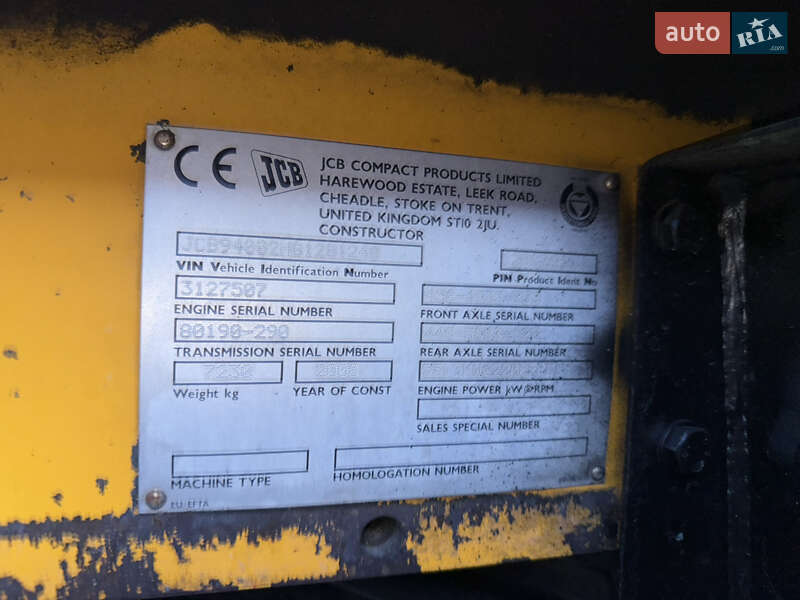 auto
RIA
.com
CE
JCB
JCB COMPACT PRODUCTS LIMITED
HAREWOOD ESTATE, LEEK ROAD,
CHEADLE, STOKE ON TRENT,
UNITED KINGDOM ST10 2JU.
CONSTRUCTOR
VIN Vehicle Identification Number
PIN Product Ident No
3127507
ENGINE SERIAL NUMBER
FRONT AXLE SERIAL NUMBER
80190-290
TRANSMISSION SERIAL NUMBER
REAR AXLE SERIAL NUMBER
Weight kg
YEAR OF CONST
ENGINE POWER kW@RPM
SALES SPECIAL NUMBER
MACHINE TYPE
HOMOLOGATION NUMBER
EU/EFTA